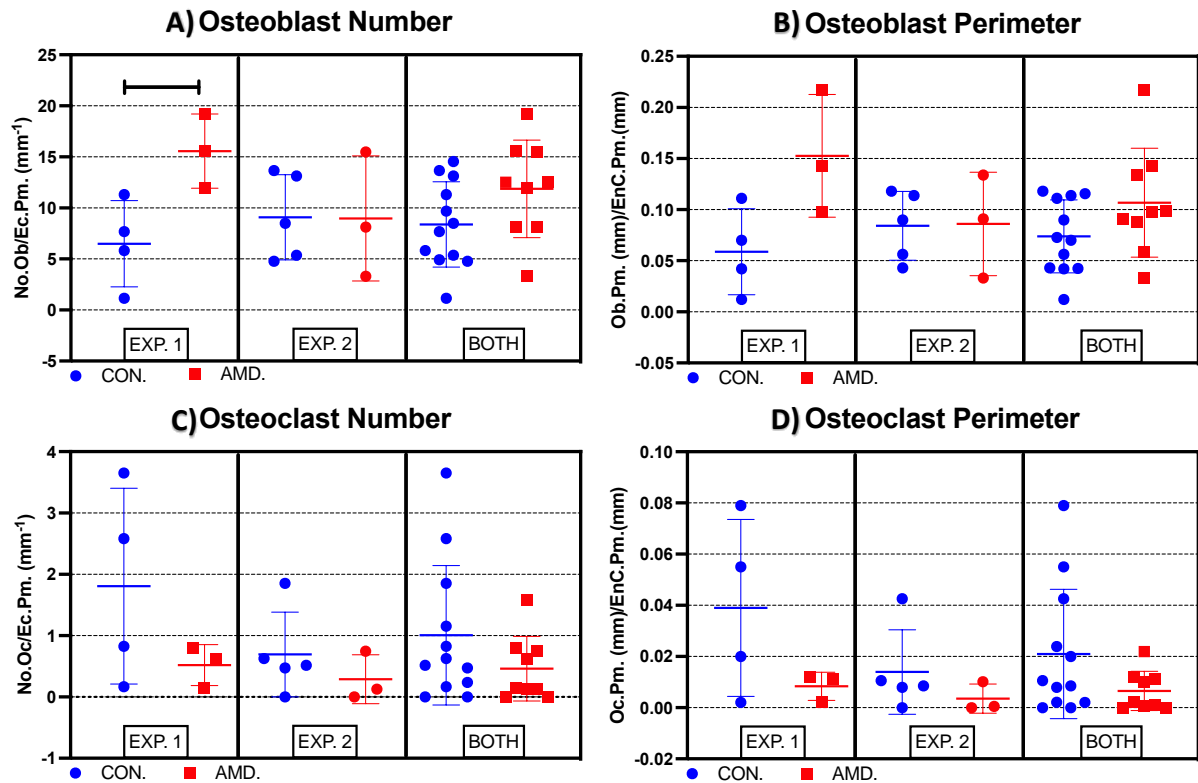 A) Osteoblast Number
No.Ob/Ec.Pm. (mm-1)
25
20
15
10
5
0
-5
EXP. 1
EXP. 2
BOTH
CON.
AMD.
B) Osteoblast Perimeter
Ob.Pm. (mm)/EnC.Pm.(mm)
0.25
0.20
0.15
0.10
0.05
0.00
-0.05
EXP. 1
EXP. 2
BOTH
CON.
AMD.
C) Osteoclast Number
No.Oc/Ec.Pm. (mm-1)
4
3
2
1
0
-1
EXP. 1
EXP. 2
BOTH
CON.
AMD.
D) Osteoclast Perimeter
Oc.Pm. (mm)/EnC.Pm.(mm)
0.10
0.08
0.06
0.04
0.02
0.00
-0.02
EXP. 1
EXP. 2
BOTH
CON.
AMD.